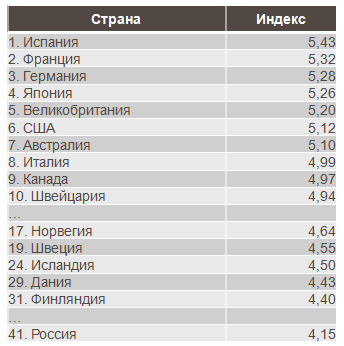 Страна Индекс
1. Испания 5,43
2. Франция 5,32
3. Германия 5,28
4. Япония 5,26
5. Великобритания 5,20
6. США 5,12
7. Австралия 5,10
8. Италия 4,99
9. Канада 4,97
10. Швейцария 4,94
...
17. Норвегия 4,64
19. Швеция 4,55
24. Исландия 4,50
29. Дания 4,43
31. Финляндия 4,40
...
41. Россия 4,15